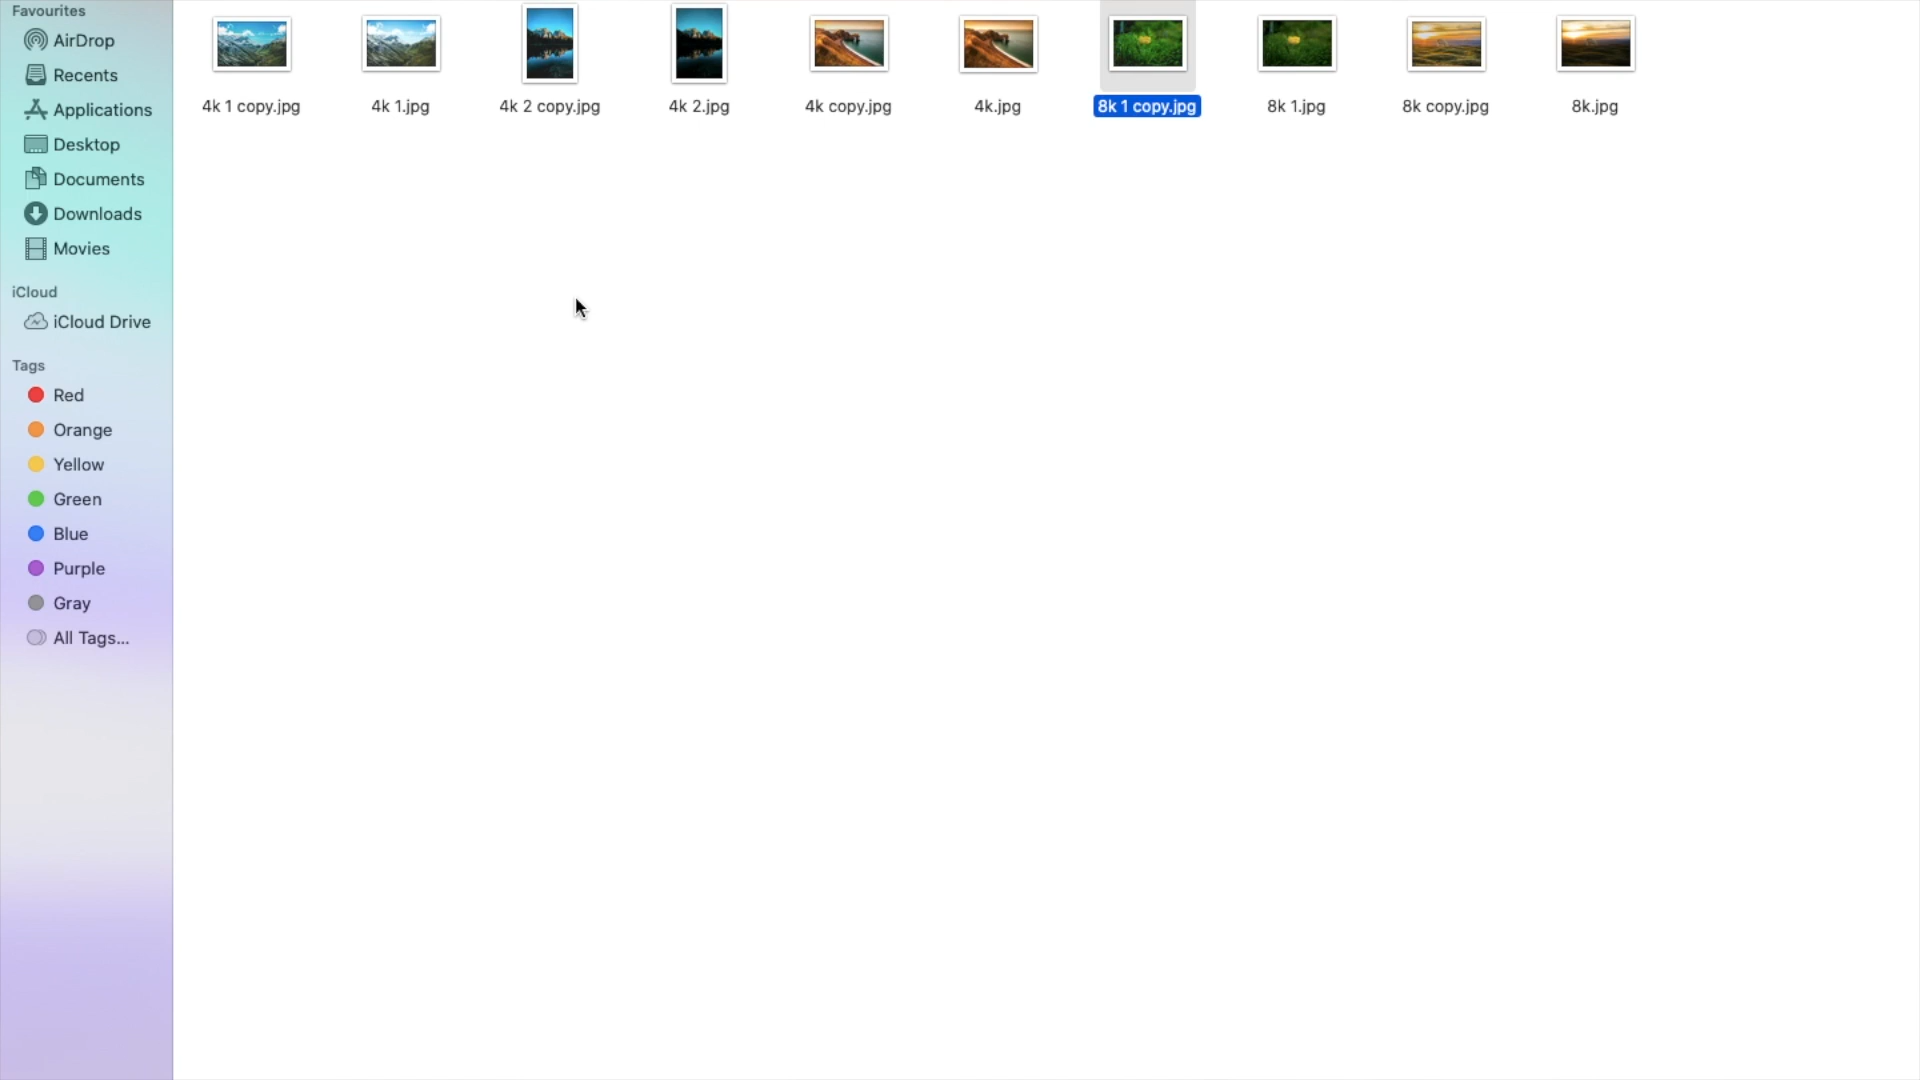 Favourites
AirDrop
Recents
Applications
Desktop
Documents
Downloads
Movies
iCloud
iCloud Drive
Tags
Red
Orange
Yellow
Green
Blue
Purple
Gray
All Tags...
4k 1 copy.jpg
4k 1.jpg
4k 2 copy.jpg
4k 2.jpg
4k copy.jpg
4k.jpg
8k 1 copy.jpg
8k 1.jpg
8k copy.jpg
8k.jpg